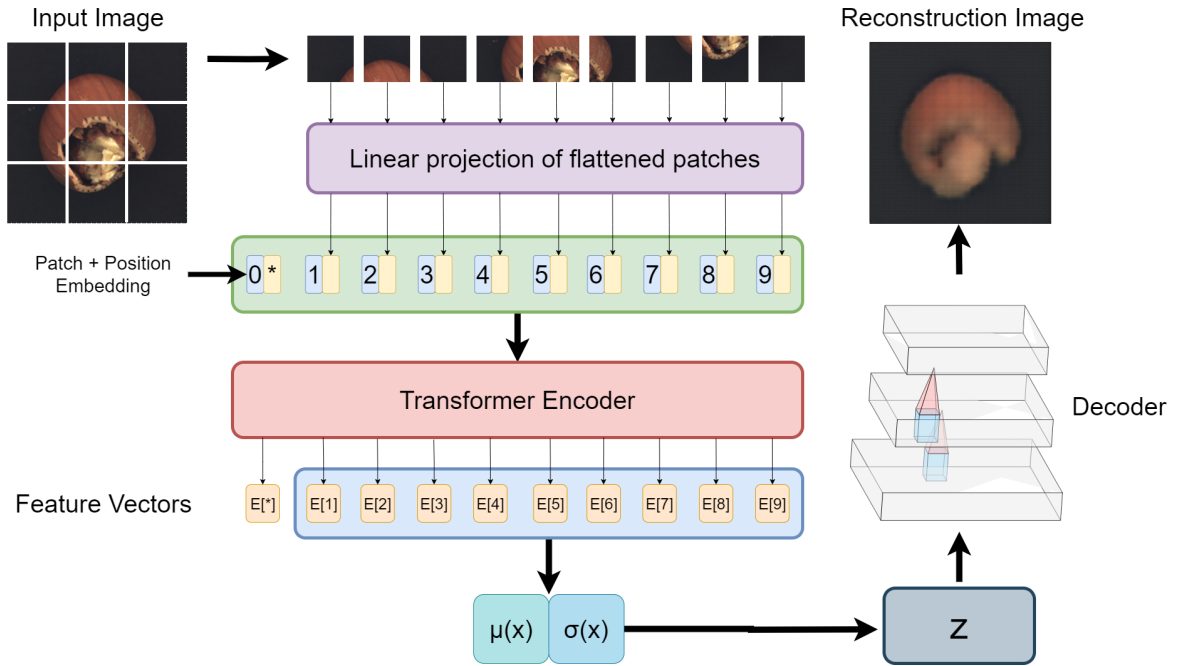 Input Image
Reconstruction Image
Linear projection of flattened patches
Patch + Position
Embedding
0 * 1 2 3 4 5 6 7 8 9
Transformer Encoder
Decoder
Feature Vectors
E[*] E[1] E[2] E[3] E[4] E[5] E[6] E[7] E[8] E[9]
μ(x) σ(x)
z